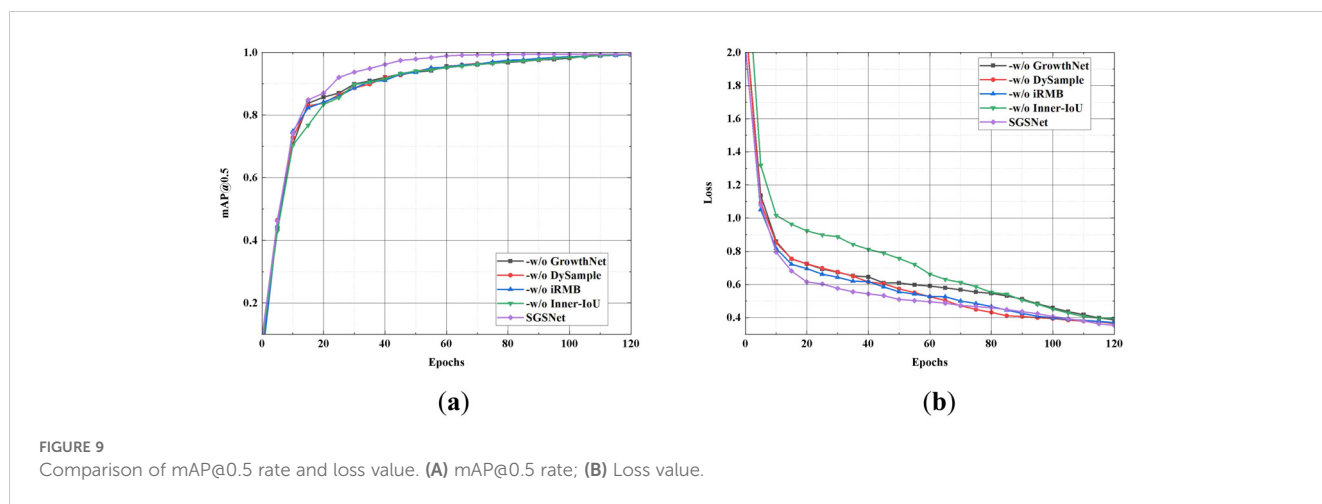 1.0
0.8
0.6
0.4
0.2
mAP@0.5
-w/o GrowthNet
-w/o DySample
-w/o iRMB
-w/o Inner-IoU
SGSNet
0 20 40 60 80 100 120
Epochs
(a)
2.0
1.8
1.6
1.4
1.2
1.0
0.8
0.6
0.4
Loss
-w/o GrowthNet
-w/o DySample
-w/o iRMB
-w/o Inner-IoU
SGSNet
0 20 40 60 80 100 120
Epochs
(b)
FIGURE 9
Comparison of mAP@0.5 rate and loss value. (A) mAP@0.5 rate; (B) Loss value.